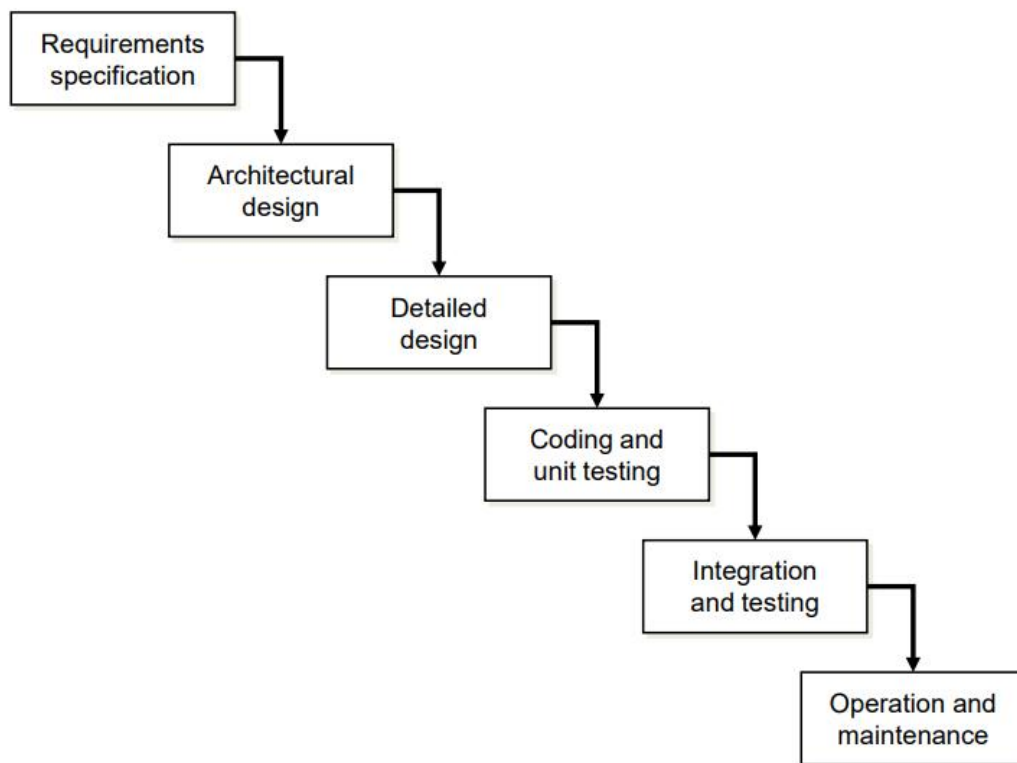 Requirements
specification
Architectural
design
Detailed
design
Coding and
unit testing
Integration
and testing
Operation and
maintenance